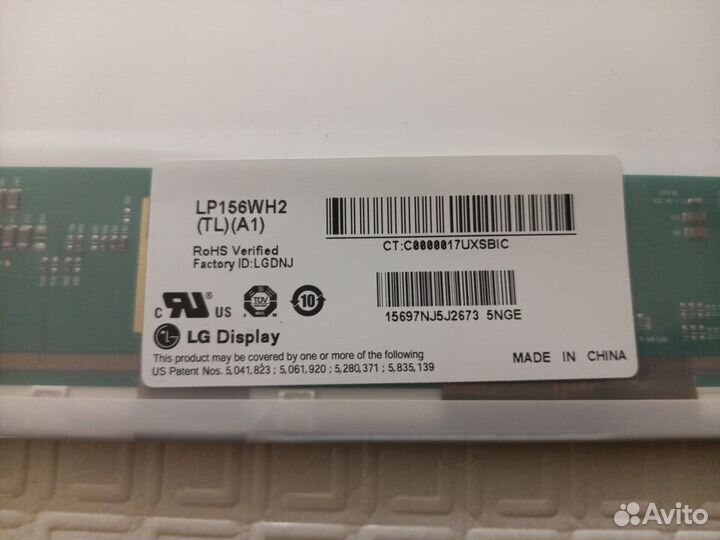 LP156WH2
(TL)(A1)
RoHS Verified
Factory ID:LGDNJ
CT:C0000017UXSBIC
15697NJ5J2673 5NGE
C RU US
TÜV
10
LG Display
This product may be covered by one or more of the following
US Patent Nos. 5,041,823 ; 5,061,920 ; 5,280,371 ; 5,835,139
MADE IN CHINA
Avito